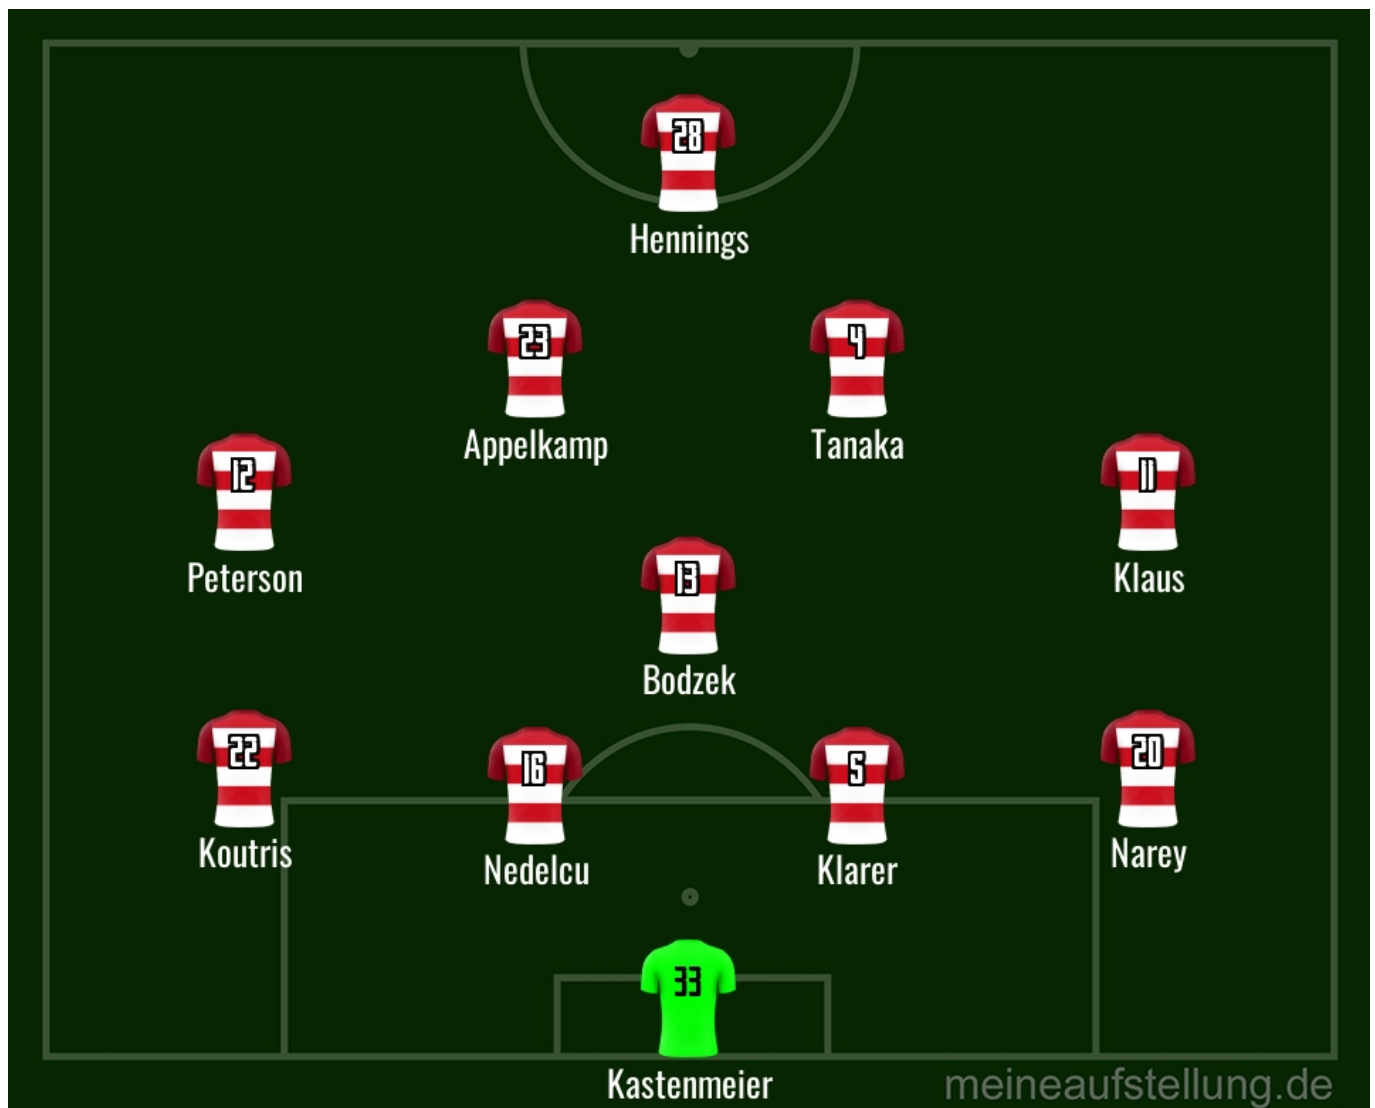 28
Hennings
23
4
Appelkamp
Tanaka
12
11
Peterson
Klaus
13
Bodzek
22
20
16
5
Koutris
Narey
Nedelcu
Klarer
33
Kastenmeier
meineaufstellung.de